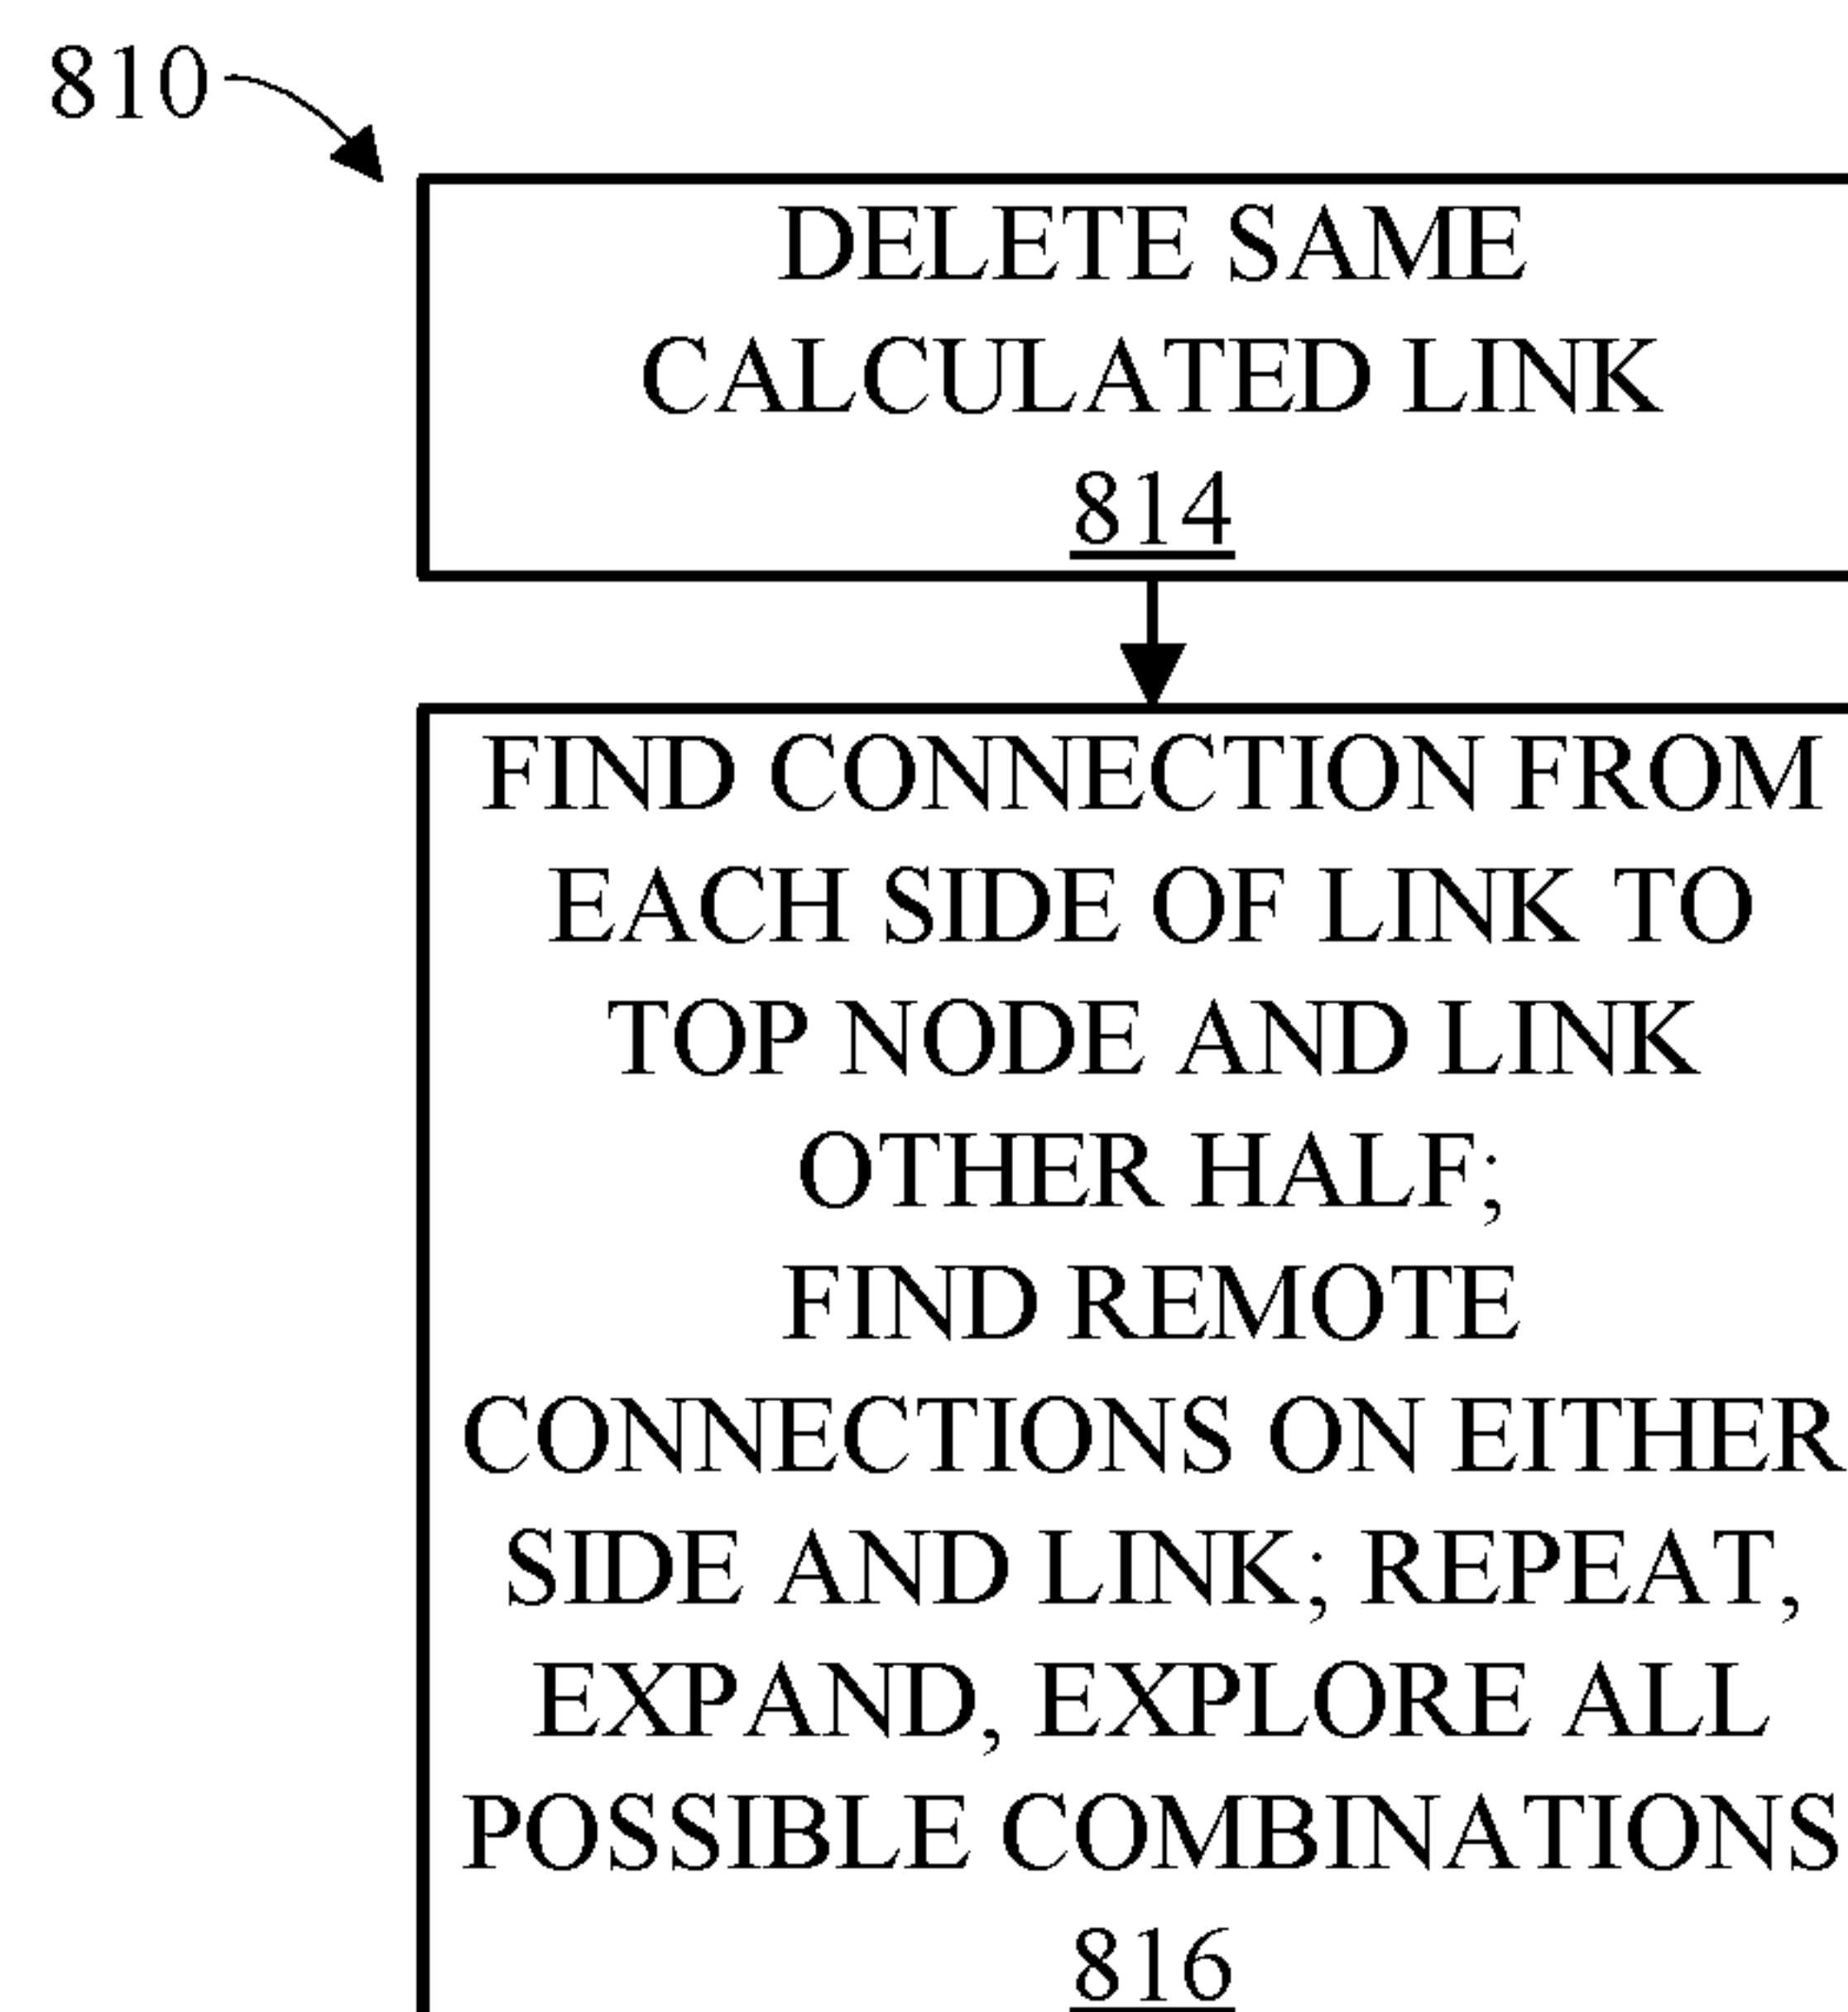 810
DELETE SAME
CALCULATED LINK
814
FIND CONNECTION FROM
EACH SIDE OF LINK TO
TOP NODE AND LINK
OTHER HALF;
FIND REMOTE
CONNECTIONS ON EITHER
SIDE AND LINK; REPEAT,
EXPAND, EXPLORE ALL
POSSIBLE COMBINATIONS
816